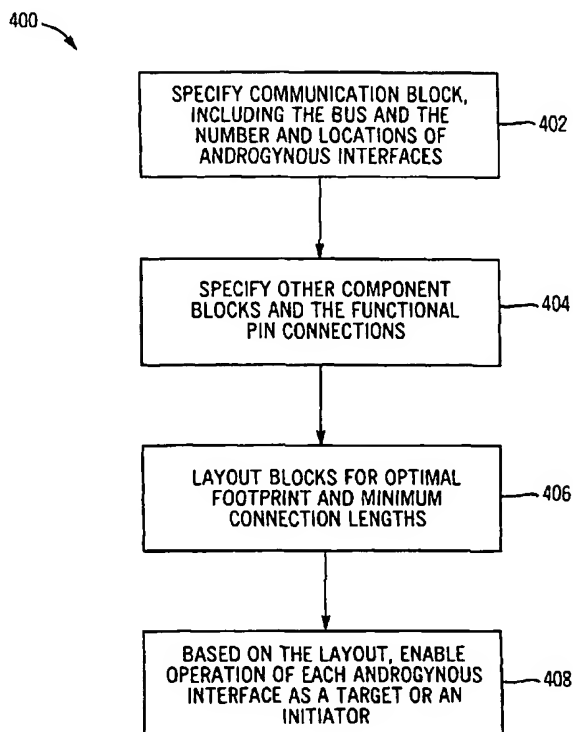 400
SPECIFY COMMUNICATION BLOCK,
INCLUDING THE BUS AND THE
NUMBER AND LOCATIONS OF
ANDROGYNOUS INTERFACES
402
SPECIFY OTHER COMPONENT
BLOCKS AND THE FUNCTIONAL
PIN CONNECTIONS
404
LAYOUT BLOCKS FOR OPTIMAL
FOOTPRINT AND MINIMUM
CONNECTION LENGTHS
406
BASED ON THE LAYOUT, ENABLE
OPERATION OF EACH ANDROGYNOUS
INTERFACE AS A TARGET OR AN
INITIATOR
408